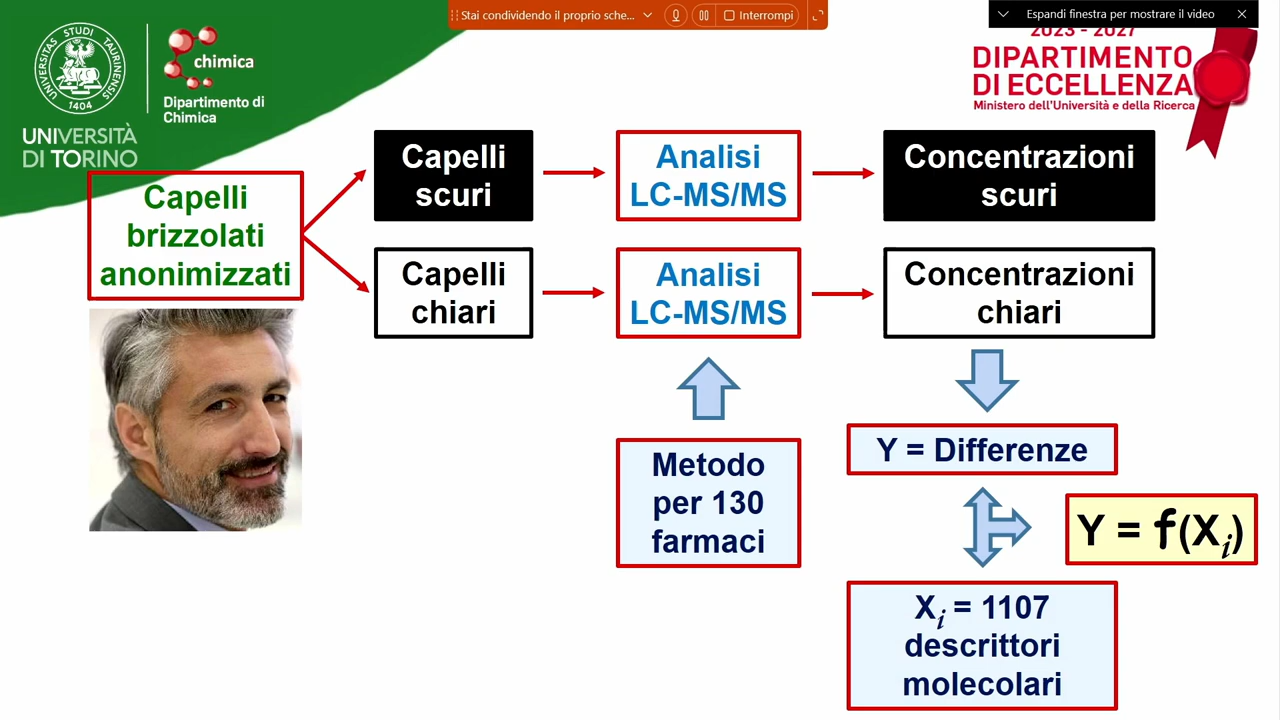 Stai condividendo il proprio sche...
Interrompi
Espandi finestra per mostrare il video
UNIVERSITAS STUDII TAURINENSIS
1404
UNIVERSITÀ
DI TORINO
chimica
Dipartimento di
Chimica
2023 - 2027
DIPARTIMENTO
DI ECCELLENZA
Ministero dell'Università e della Ricerca
Capelli
brizzolati
anonimizzati
Capelli
scuri
Analisi
LC-MS/MS
Concentrazioni
scuri
Capelli
chiari
Analisi
LC-MS/MS
Concentrazioni
chiari
Metodo
per 130
farmaci
Y = Differenze
Y = f(Xi)
Xi = 1107
descrittori
molecolari